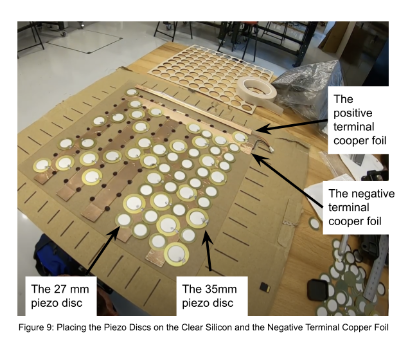 The
positive
terminal
cooper foil
The negative
terminal
cooper foil
The 27 mm
piezo disc
The 35mm
piezo disc
Figure 9: Placing the Piezo Discs on the Clear Silicon and the Negative Terminal Copper Foil